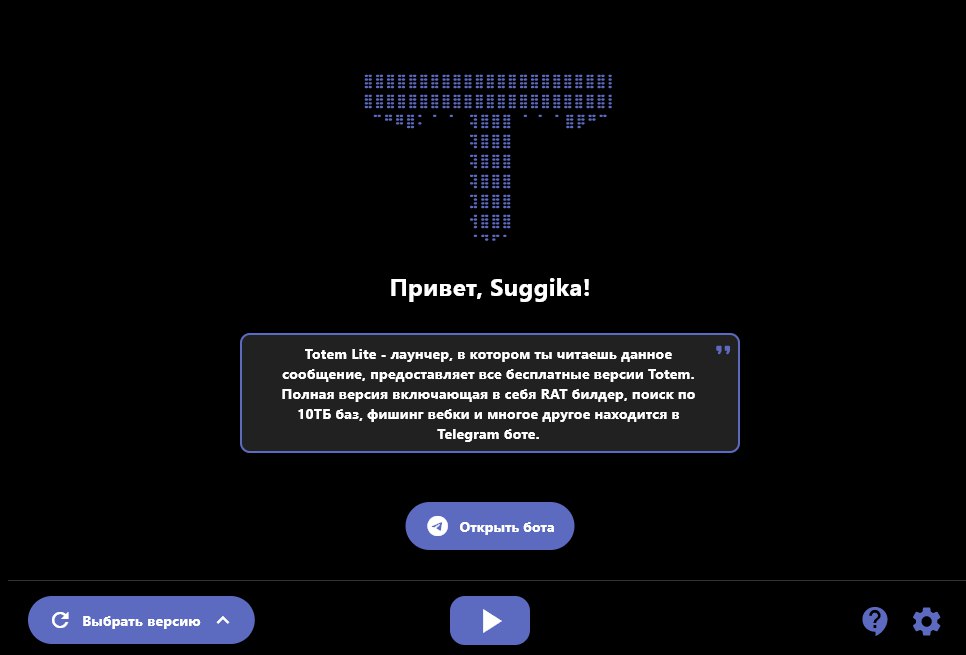 Привет, Suggika!
Totem Lite - лаунчер, в котором ты читаешь данное
сообщение, предоставляет все бесплатные версии Totem.
Полная версия включающая в себя RAT билдер, поиск по
10ТБ баз, фишинг вебки и многое другое находится в
Telegram боте.
Открыть бота
Выбрать версию